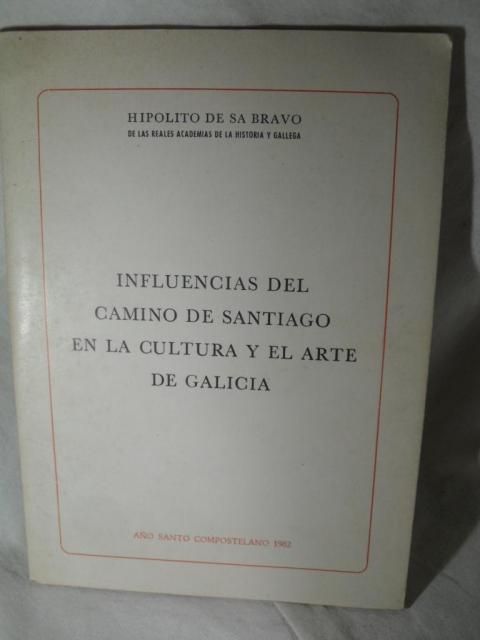 HIPOLITO DE SA BRAVO
DE LAS REALES ACADEMIAS DE LA HISTORIA Y GALLEGA
INFLUENCIAS DEL
CAMINO DE SANTIAGO
EN LA CULTURA Y EL ARTE
DE GALICIA
AÑO SANTO COMPOSTELANO 1982